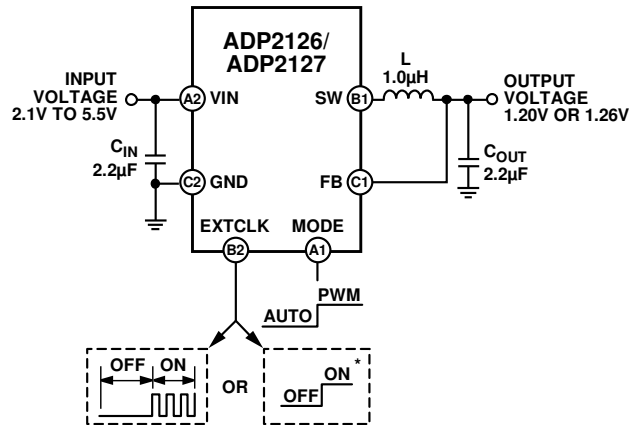 ADP2126/
ADP2127
INPUT
VOLTAGE
2.1V TO 5.5V
A2
VIN
SW
B1
L
1.0µH
OUTPUT
VOLTAGE
1.20V OR 1.26V
CIN
2.2µF
C2
GND
FB
C1
COUT
2.2µF
EXTCLK
MODE
B2
A1
AUTO
PWM
OFF
ON
OR
OFF
ON
*